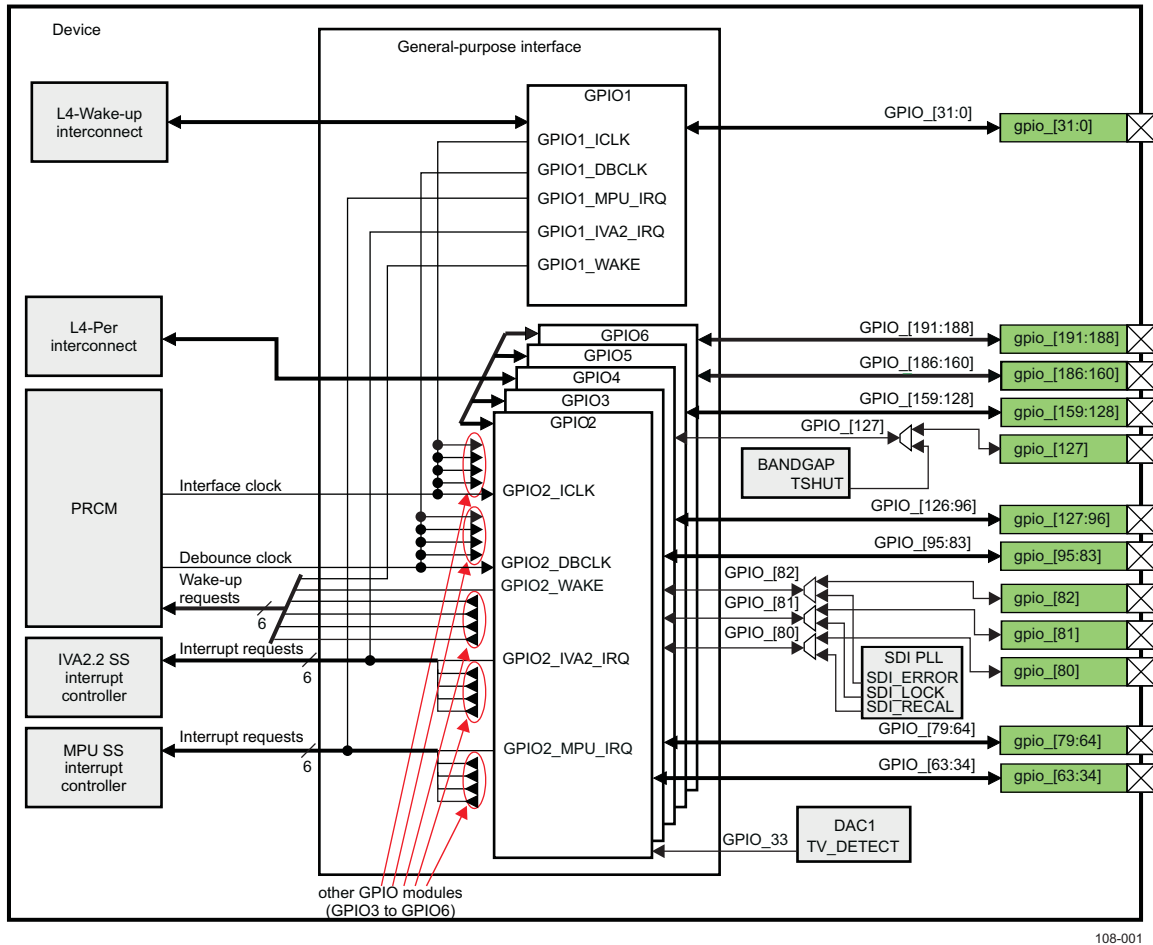 Device
General-purpose interface
L4-Wake-up
interconnect
GPIO1
GPIO1_ICLK
GPIO1_DBCLK
GPIO1_MPU_IRQ
GPIO1_IVA2_IRQ
GPIO1_WAKE
GPIO_[31:0]
gpio_[31:0]
L4-Per
interconnect
PRCM
Interface clock
Debounce clock
Wake-up
requests
6
IVA2.2 SS
interrupt
controller
Interrupt requests
6
MPU SS
interrupt
controller
Interrupt requests
6
GPIO6
GPIO5
GPIO4
GPIO3
GPIO2
GPIO2_ICLK
GPIO2_DBCLK
GPIO2_WAKE
GPIO2_IVA2_IRQ
GPIO2_MPU_IRQ
GPIO_[191:188]
gpio_[191:188]
GPIO_[186:160]
gpio_[186:160]
GPIO_[159:128]
gpio_[159:128]
GPIO_[127]
gpio_[127]
BANDGAP
TSHUT
GPIO_[126:96]
gpio_[127:96]
GPIO_[95:83]
gpio_[95:83]
GPIO_[82]
gpio_[82]
GPIO_[81]
gpio_[81]
GPIO_[80]
gpio_[80]
SDI PLL
SDI_ERROR
SDI_LOCK
SDI_RECAL
GPIO_[79:64]
gpio_[79:64]
GPIO_[63:34]
gpio_[63:34]
GPIO_33
DAC1
TV_DETECT
other GPIO modules
(GPIO3 to GPIO6)
108-001